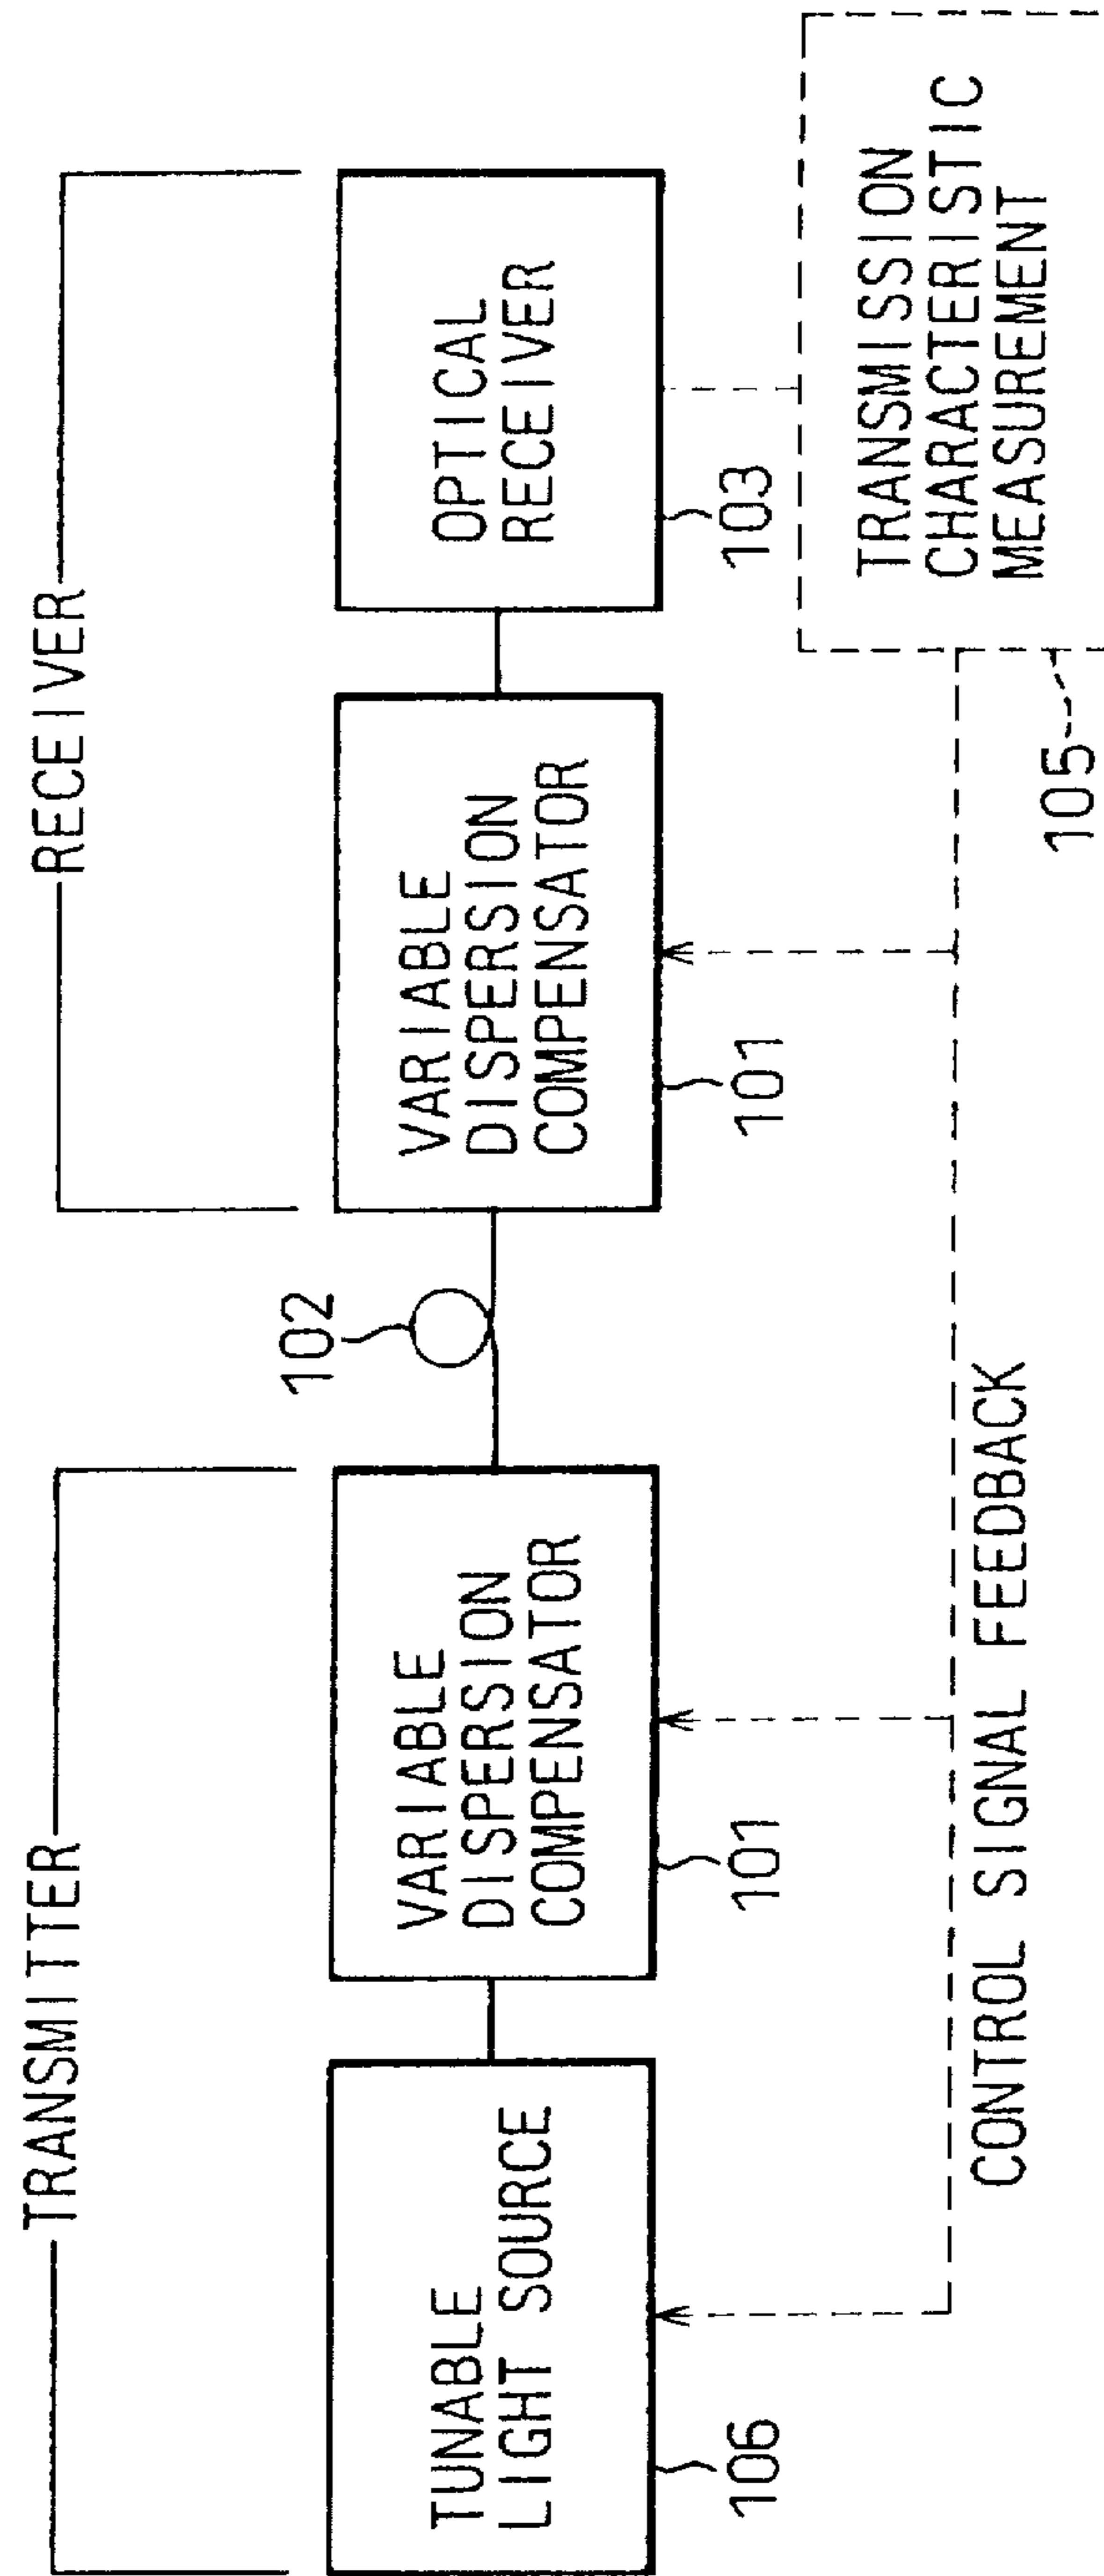 TRANSMITTER
RECEIVER
TUNABLE
LIGHT SOURCE
106
VARIABLE
DISPERSION
COMPENSATOR
101
102
VARIABLE
DISPERSION
COMPENSATOR
101
OPTICAL
RECEIVER
103
CONTROL SIGNAL FEEDBACK
105
TRANSMISSION
CHARACTERISTIC
MEASUREMENT